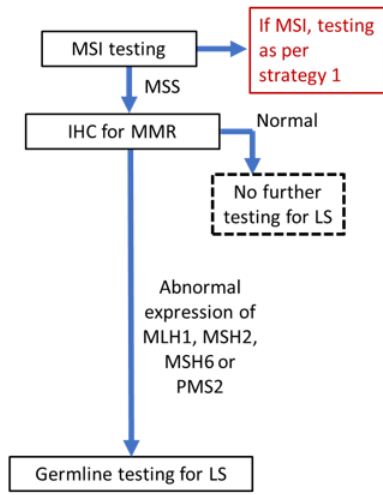 MSI testing
If MSI, testing
as per
strategy 1
MSS
IHC for MMR
Normal
No further
testing for LS
Abnormal
expression of
MLH1, MSH2,
MSH6 or
PMS2
Germline testing for LS